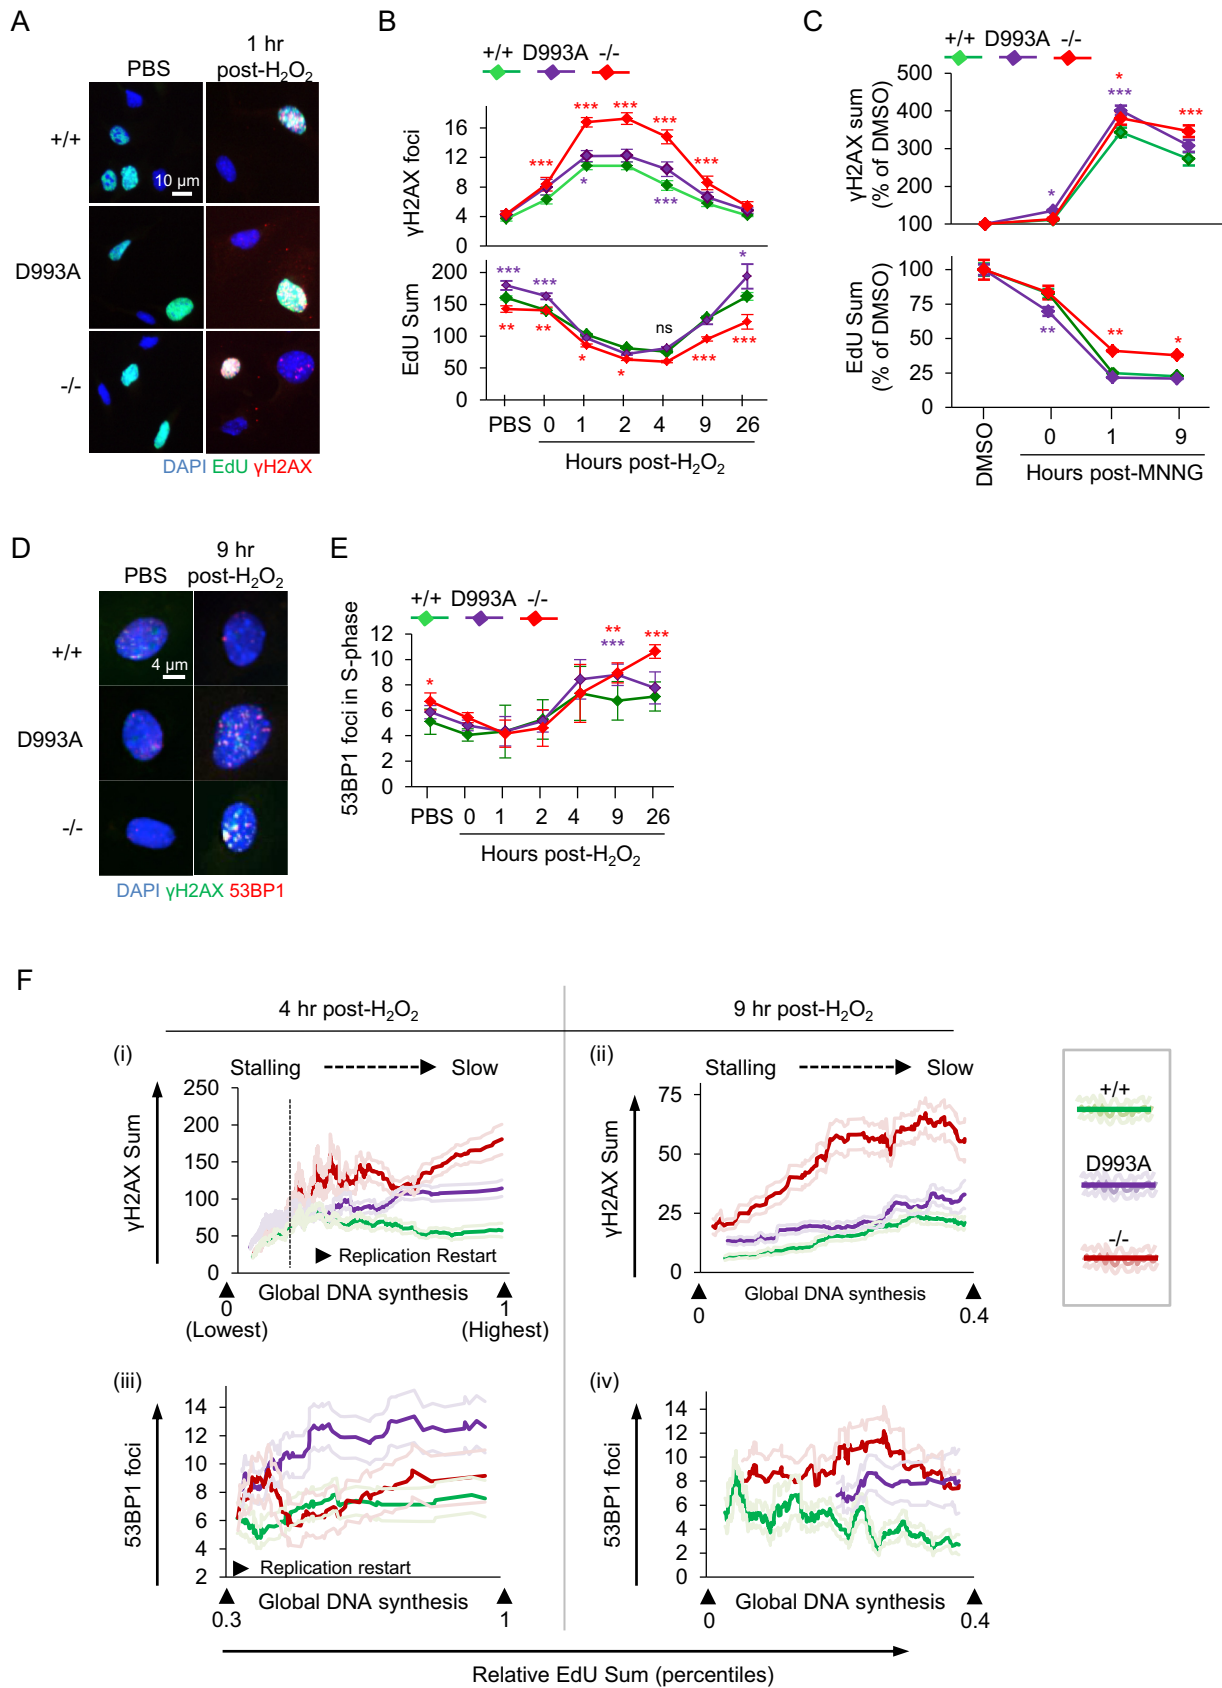 A
PBS
1 hr
post-H₂O₂
+/+
10 µm
D993A
-/-
DAPI EdU γH2AX
B
+/+ D993A -/-
γH2AX foci
16
12
8
4
0
*** *** *** *** ***
* ***
EdU Sum
200
150
100
50
0
*** *** ns *
** ** * * *** ***
PBS 0 1 2 4 9 26
Hours post-H₂O₂
C
+/+ D993A -/-
γH2AX sum
(% of DMSO)
500
400
300
200
100
*
* *** ***
EdU Sum
(% of DMSO)
100
75
50
25
0
** ** *
DMSO 0 1 9
Hours post-MNNG
D
PBS
9 hr
post-H₂O₂
+/+
4 µm
D993A
-/-
DAPI γH2AX 53BP1
E
+/+ D993A -/-
53BP1 foci in S-phase
12
10
8
6
4
2
0
* ** *** ***
PBS 0 1 2 4 9 26
Hours post-H₂O₂
F
4 hr post-H₂O₂
9 hr post-H₂O₂
(i)
Stalling Slow
γH2AX Sum
250
200
150
100
50
0
Replication Restart
0 Global DNA synthesis 1
(Lowest) (Highest)
(ii)
Stalling Slow
γH2AX Sum
75
50
25
0
Global DNA synthesis
0 0.4
+/+
D993A
-/-
(iii)
53BP1 foci
14
12
10
8
6
4
2
Replication restart
0.3 Global DNA synthesis 1
(iv)
53BP1 foci
14
12
10
8
6
4
2
0
0 Global DNA synthesis 0.4
Relative EdU Sum (percentiles)